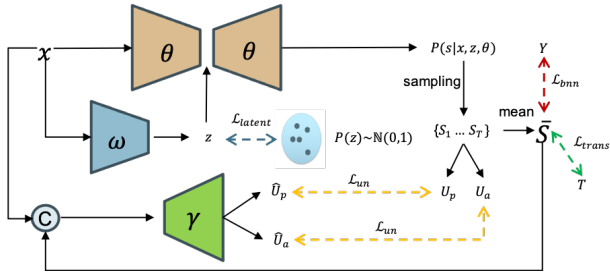 x
θ
θ
P(s|x, z, θ)
Y
sampling
ℒ_bnn
ω
z
ℒ_latent
P(z)~ℕ(0,1)
{S_1 … S_T}
mean
S̄
ℒ_trans
T
C
γ
Û_p
ℒ_un
U_p
U_a
Û_a
ℒ_un